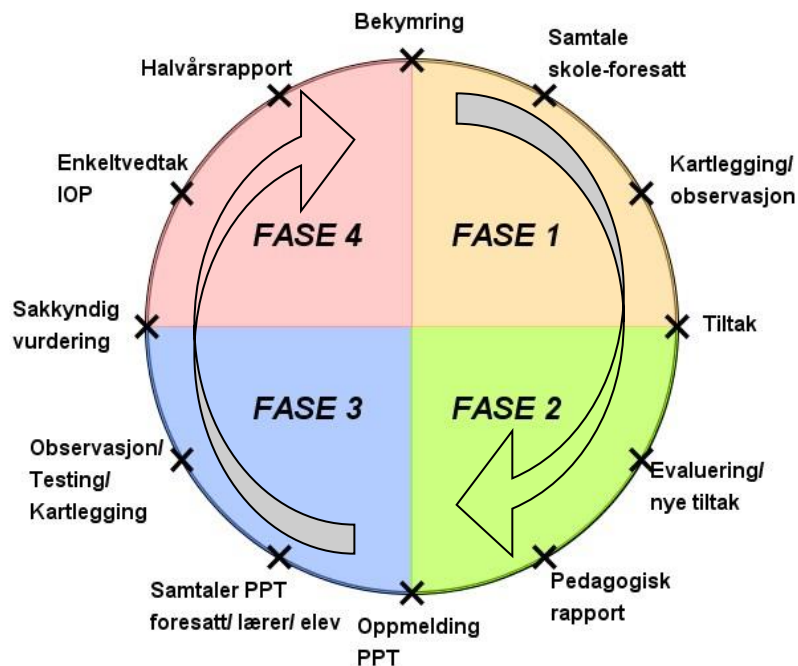 Bekymring
Samtale
skole-foresatt
Kartlegging/
observasjon
Tiltak
Evaluering/
nye tiltak
Pedagogisk
rapport
Oppmelding
PPT
Samtaler PPT
foresatt/ lærer/ elev
Observasjon/
Testing/
Kartlegging
Sakkyndig
vurdering
Enkeltvedtak
IOP
Halvårsrapport
FASE 1
FASE 2
FASE 3
FASE 4